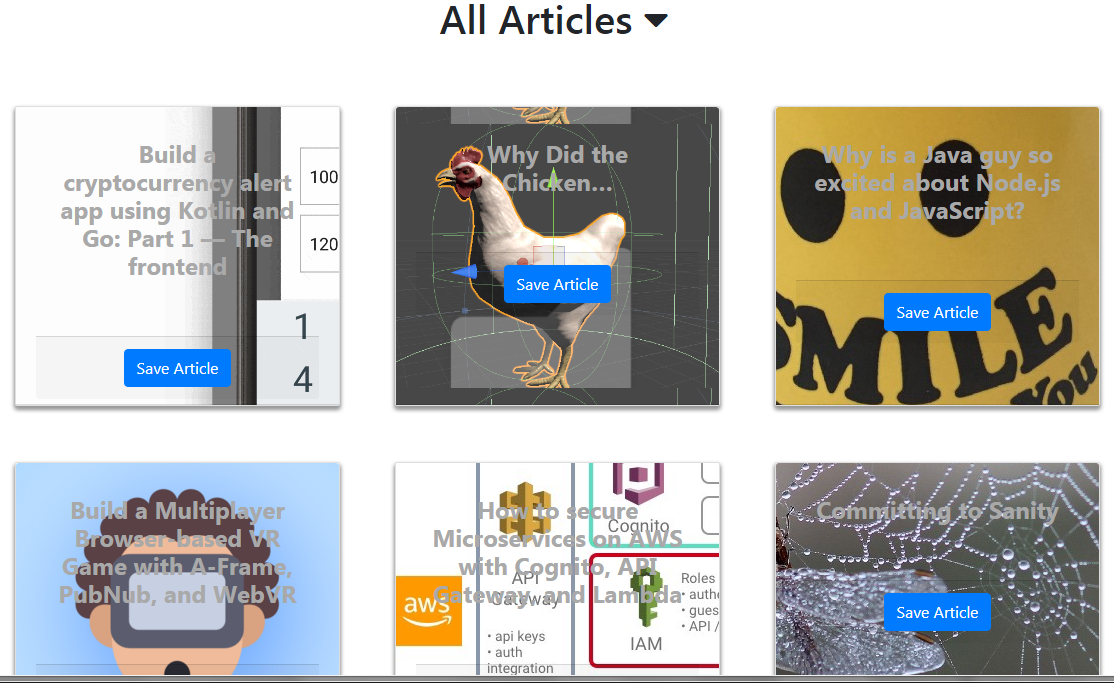 All Articles
Build a
cryptocurrency alert
app using Kotlin and
Go: Part 1 — The
frontend
100
120
1
4
Save Article
Why Did the
Chicken...
Save Article
Why is a Java guy so
excited about Node.js
and JavaScript?
SMILE
You
Save Article
Build a Multiplayer
Browser-based VR
Game with A-Frame,
PubNub, and WebVR
How to secure
Microservices on AWS
with Cognito, API
Gateway, and Lambda
Cognito
API
Gateway
aws
• api keys
• auth
integration
IAM
Roles
• auth
• gues
• API /
Committing to Sanity
Save Article